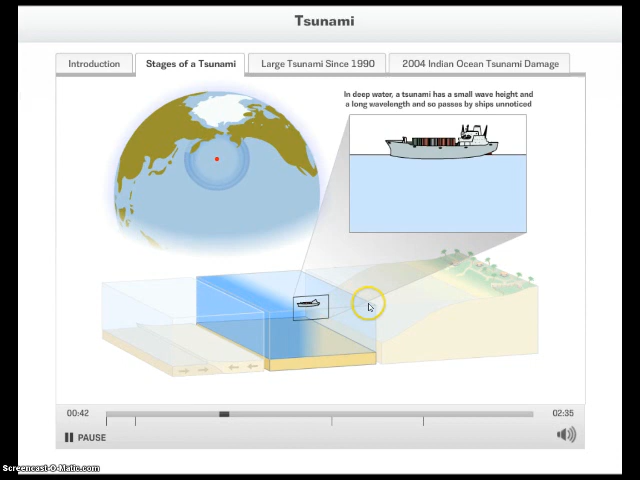 Tsunami
Introduction
Stages of a Tsunami
Large Tsunami Since 1990
2004 Indian Ocean Tsunami Damage
In deep water, a tsunami has a small wave height and
a long wavelength and so passes by ships unnoticed
00:42
02:35
PAUSE
Screencast-O-Matic.com